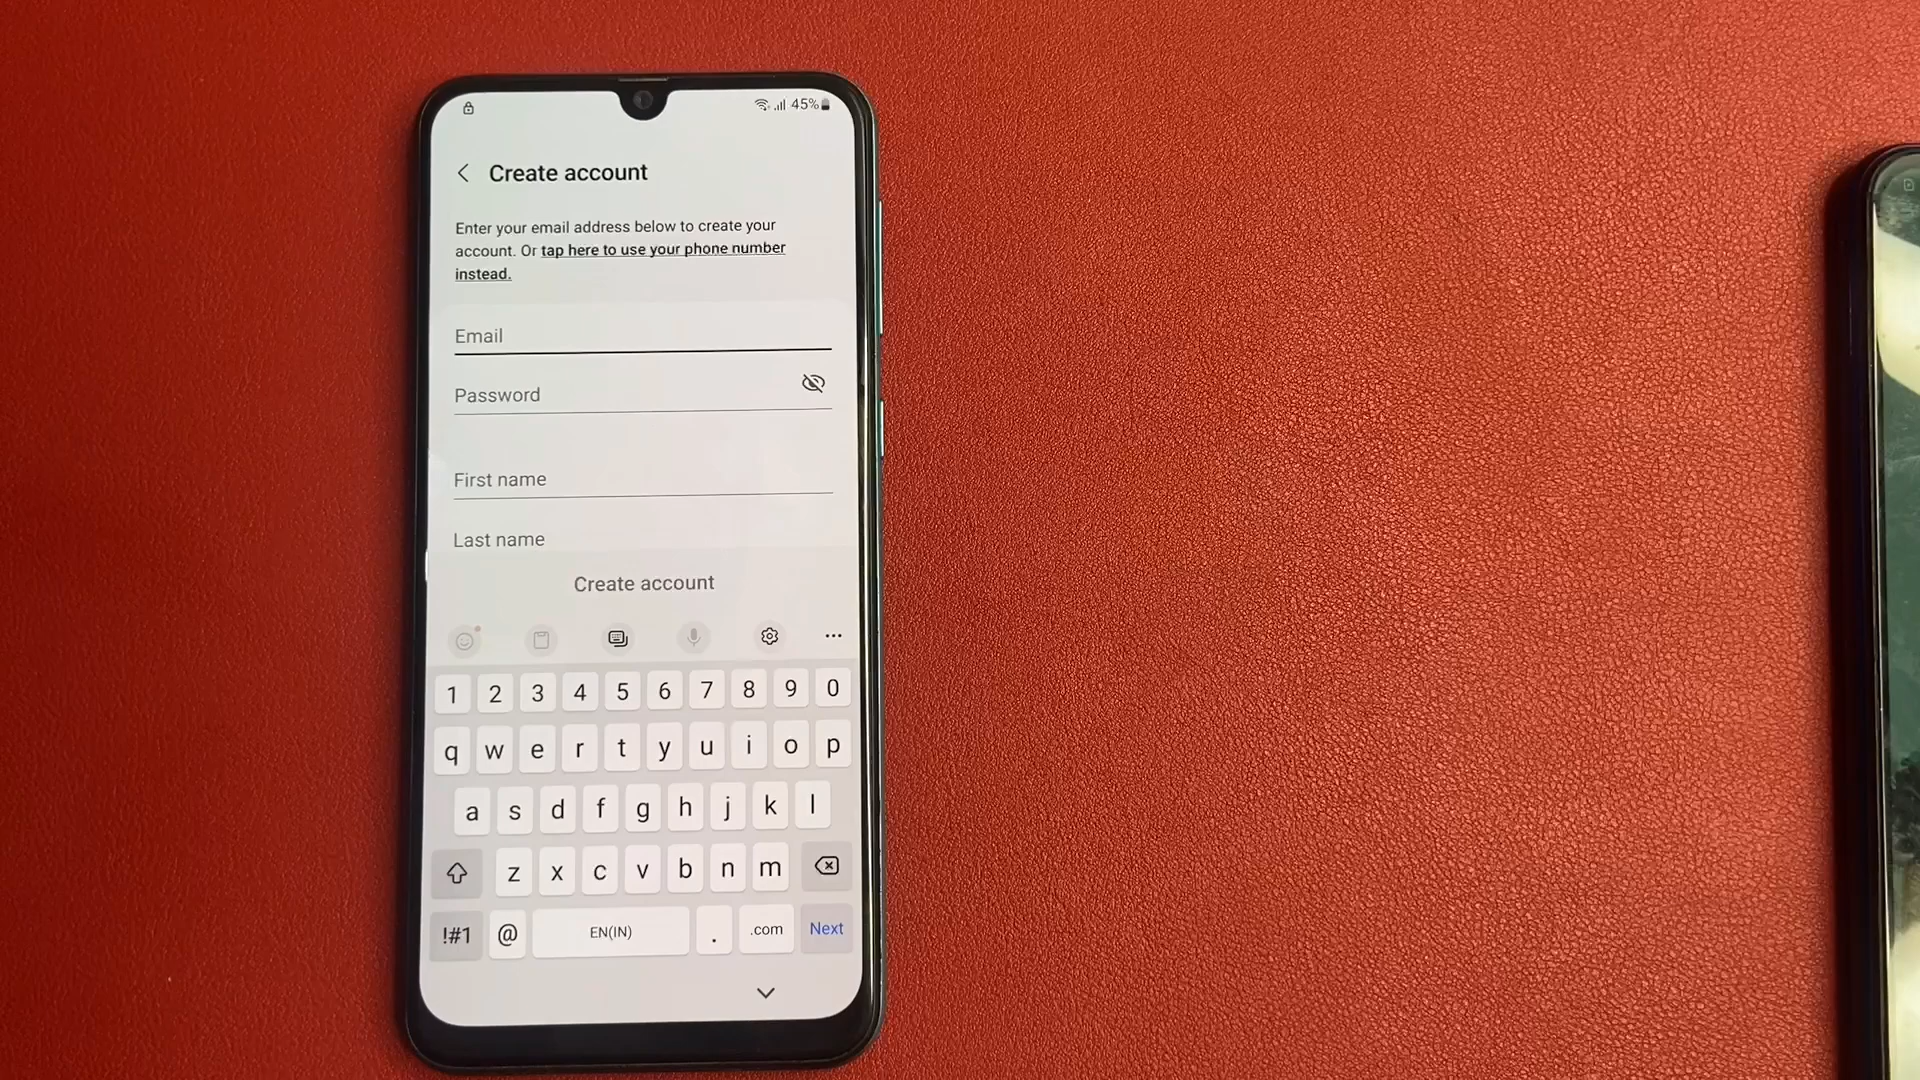 45%
Create account
Enter your email address below to create your
account. Or tap here to use your phone number
instead.
Email
Password
First name
Last name
Create account
1 2 3 4 5 6 7 8 9 0
q w e r t y u i o p
a s d f g h j k l
z x c v b n m
!#1 @ EN(IN) . .com Next